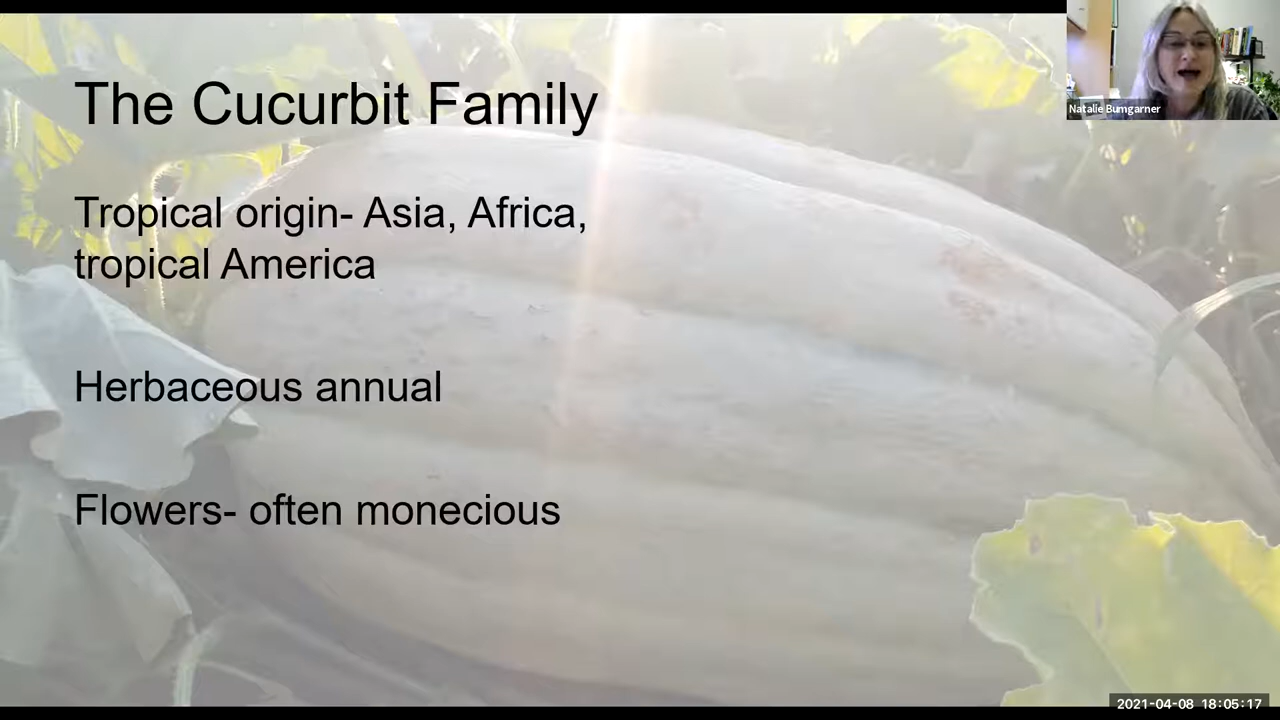 The Cucurbit Family
Natalie Bumgarner
Tropical origin- Asia, Africa,
tropical America
Herbaceous annual
Flowers- often monecious
2021-04-08 18:05:17